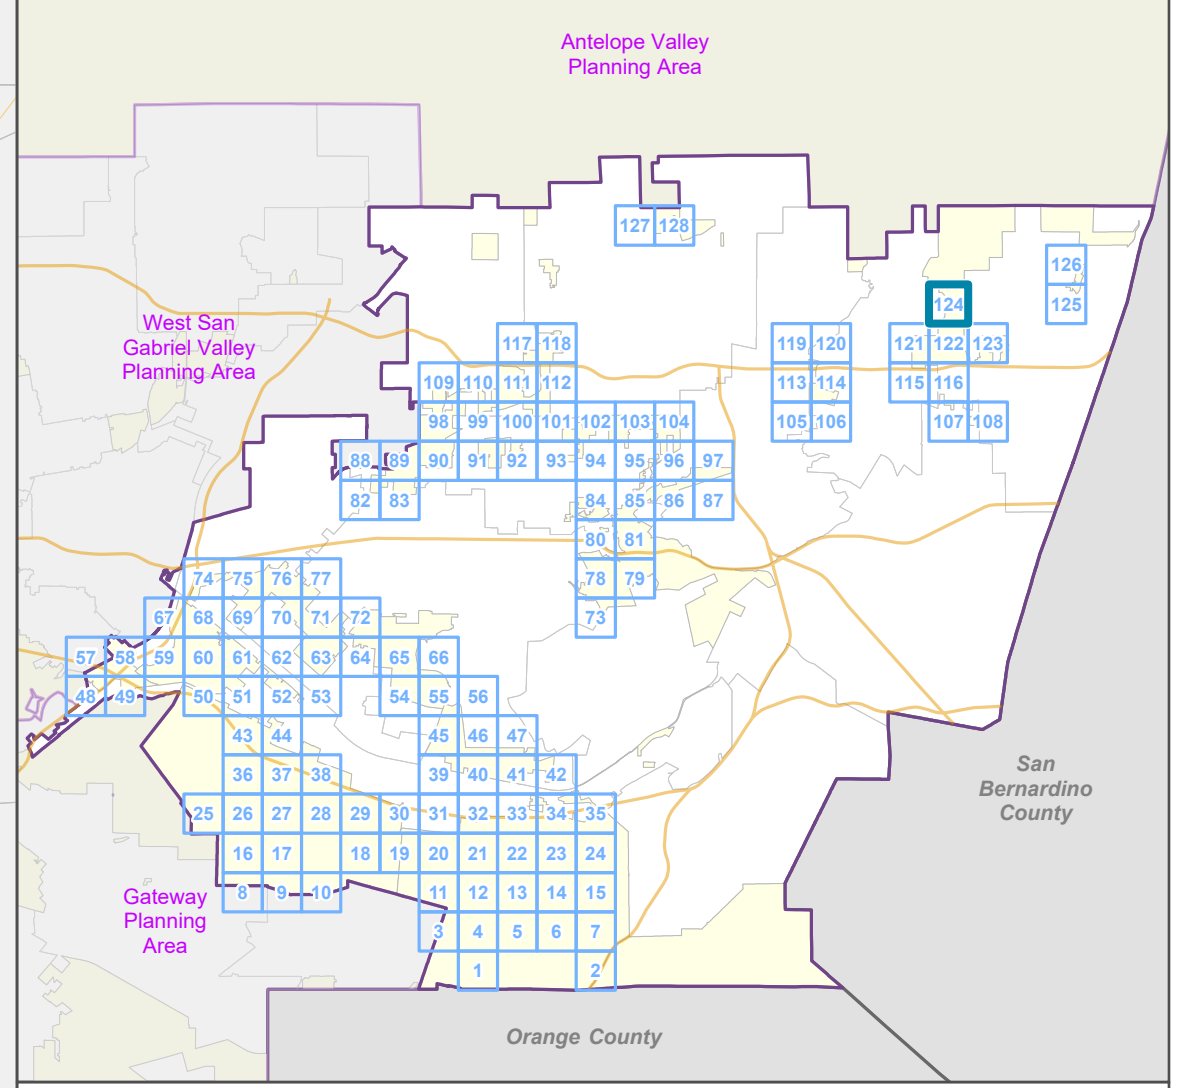 Antelope Valley
Planning Area
127 128
126
124 125
West San
Gabriel Valley
Planning Area
117 118 119 120 121 122 123
109 110 111 112 113 114 115 116
98 99 100 101 102 103 104 105 106 107 108
88 89 90 91 92 93 94 95 96 97
82 83 84 85 86 87
80 81
74 75 76 77 78 79
67 68 69 70 71 72 73
57 58 59 60 61 62 63 64 65 66
48 49 50 51 52 53 54 55 56
43 44 45 46 47
36 37 38 39 40 41 42
San
Bernardino
County
25 26 27 28 29 30 31 32 33 34 35
16 17 18 19 20 21 22 23 24
8 9 10 11 12 13 14 15
Gateway
Planning
Area
3 4 5 6 7
1 2
Orange County